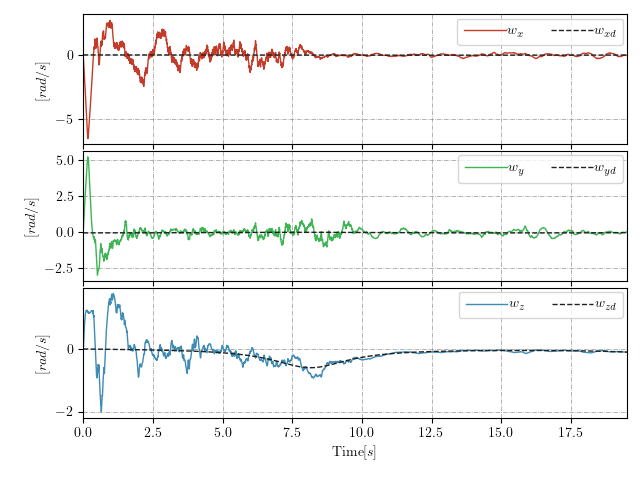 w_x w_xd
0
−5
[rad/s]
w_y w_yd
5.0
2.5
0.0
−2.5
[rad/s]
w_z w_zd
0
−2
[rad/s]
0.0 2.5 5.0 7.5 10.0 12.5 15.0 17.5
Time[s]